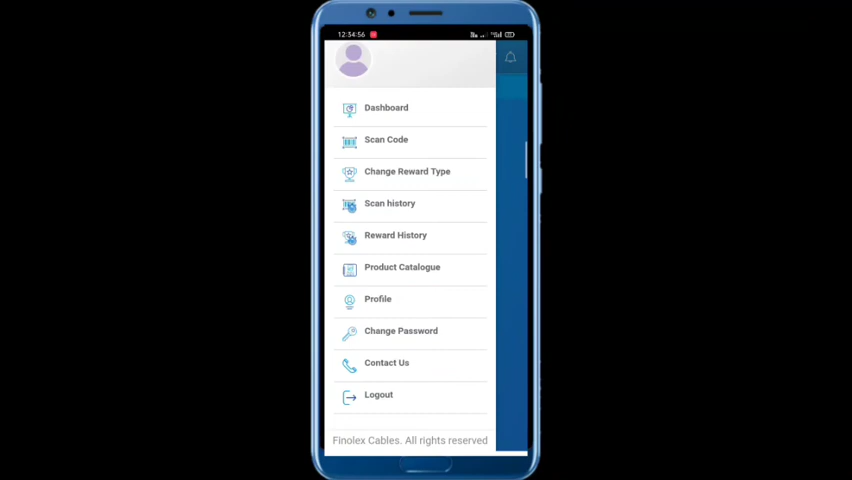 12:34:56
Dashboard
Scan Code
Change Reward Type
Scan history
Reward History
Product Catalogue
Profile
Change Password
Contact Us
Logout
Finolex Cables. All rights reserved